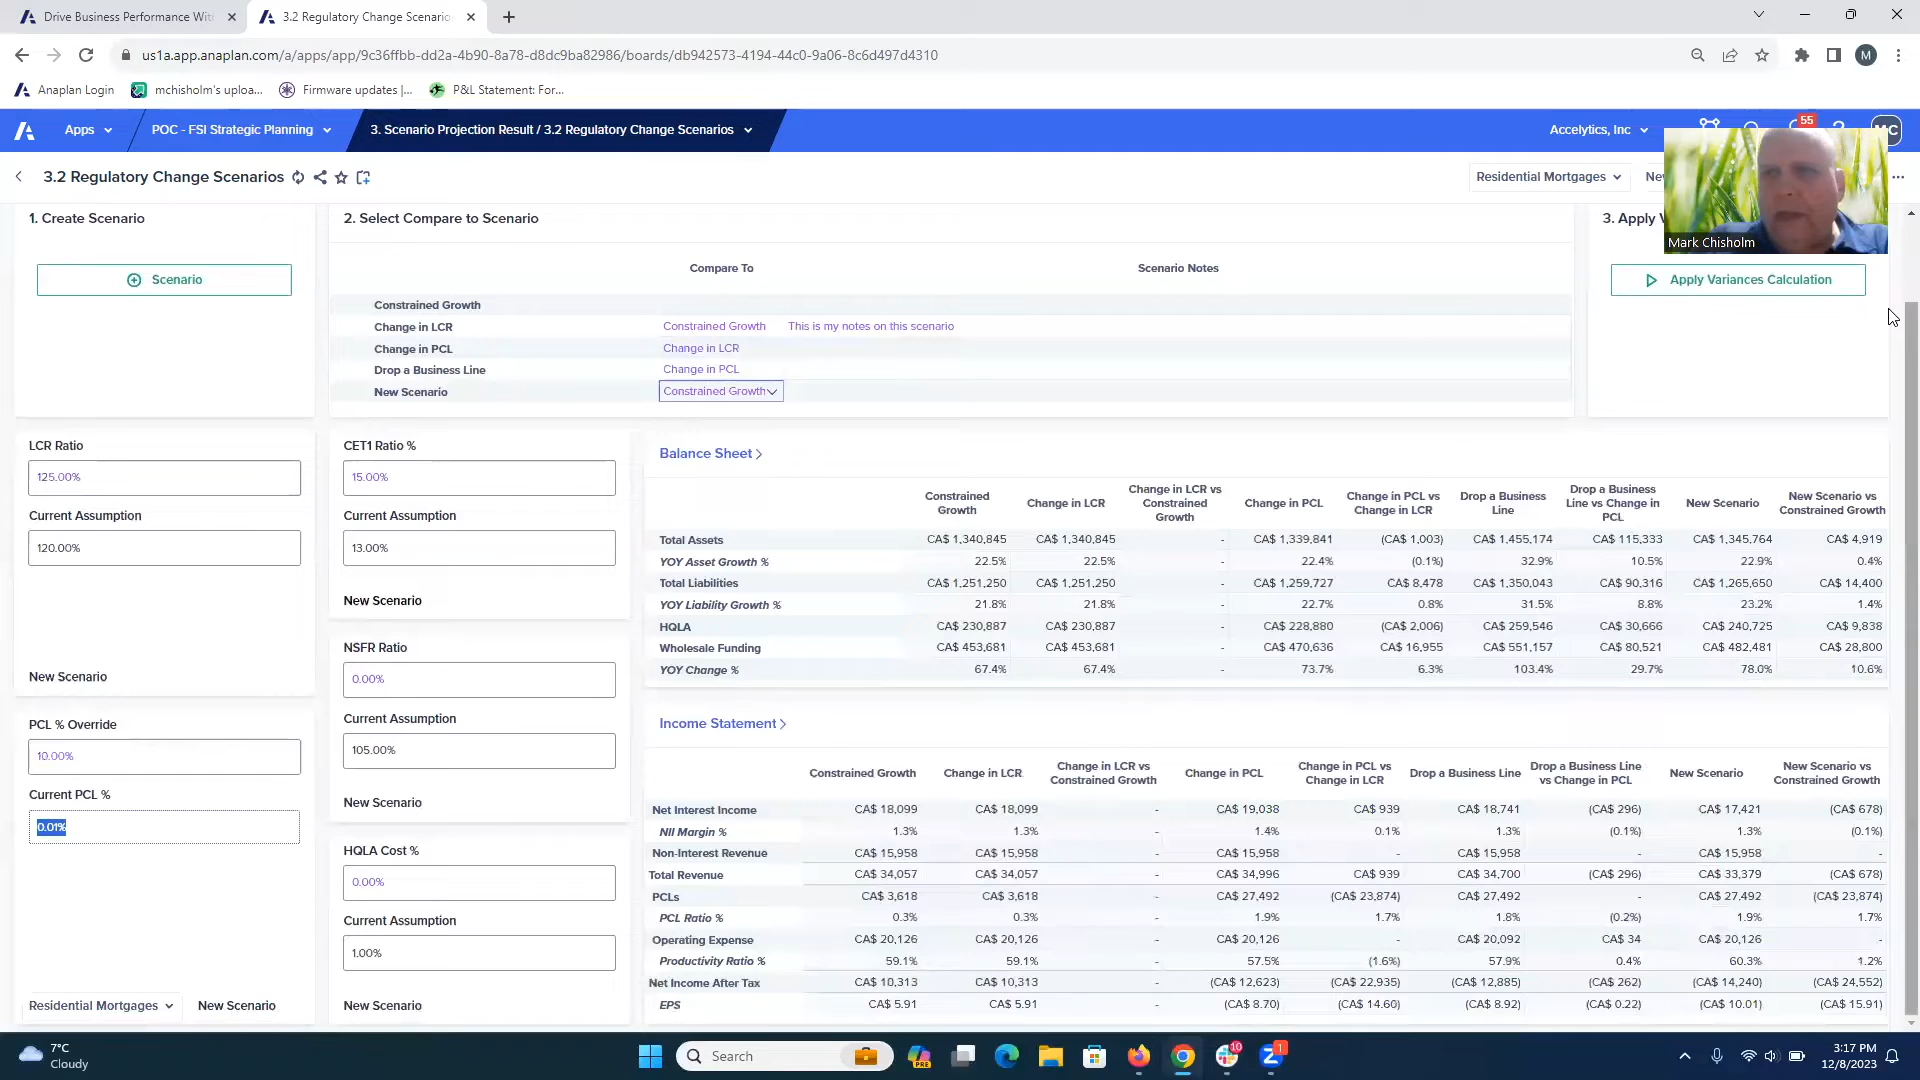 Drive Business Performance With
3.2 Regulatory Change Scenario
us1a.app.anaplan.com/a/apps/app/9c36ffbb-dd2a-4b90-8a78-d8dc9ba82986/boards/db942573-4194-44c0-9a06-8c6d497d4310
M
Anaplan Login
mchisholm's uploa...
Firmware updates |...
P&L Statement: For...
Apps
POC - FSI Strategic Planning
3. Scenario Projection Result / 3.2 Regulatory Change Scenarios
Accelytics, Inc
55
MC
3.2 Regulatory Change Scenarios
Residential Mortgages
Mark Chisholm
1. Create Scenario
2. Select Compare to Scenario
3. Apply
Scenario
Compare To Scenario Notes
Apply Variances Calculation
Constrained Growth
Change in LCR Constrained Growth This is my notes on this scenario
Change in PCL Change in LCR
Drop a Business Line Change in PCL
New Scenario Constrained Growth
LCR Ratio
125.00%
Current Assumption
120.00%
New Scenario
PCL % Override
10.00%
Current PCL %
0.01%
Residential Mortgages New Scenario
CET1 Ratio %
15.00%
Current Assumption
13.00%
New Scenario
NSFR Ratio
0.00%
Current Assumption
105.00%
New Scenario
HQLA Cost %
0.00%
Current Assumption
1.00%
New Scenario
Balance Sheet
Constrained Growth Change in LCR Change in LCR vs Constrained Growth Change in PCL Change in PCL vs Change in LCR Drop a Business Line Drop a Business Line vs Change in PCL New Scenario New Scenario vs Constrained Growth
Total Assets CA$ 1,340,845 CA$ 1,340,845 - CA$ 1,339,841 (CA$ 1,003) CA$ 1,455,174 CA$ 115,333 CA$ 1,345,764 CA$ 4,919
YOY Asset Growth % 22.5% 22.5% - 22.4% (0.1%) 32.9% 10.5% 22.9% 0.4%
Total Liabilities CA$ 1,251,250 CA$ 1,251,250 - CA$ 1,259,727 CA$ 8,478 CA$ 1,350,043 CA$ 90,316 CA$ 1,265,650 CA$ 14,400
YOY Liability Growth % 21.8% 21.8% - 22.7% 0.8% 31.5% 8.8% 23.2% 1.4%
HQLA CA$ 230,887 CA$ 230,887 - CA$ 228,880 (CA$ 2,006) CA$ 259,546 CA$ 30,666 CA$ 240,725 CA$ 9,838
Wholesale Funding CA$ 453,681 CA$ 453,681 - CA$ 470,636 CA$ 16,955 CA$ 551,157 CA$ 80,521 CA$ 482,481 CA$ 28,800
YOY Change % 67.4% 67.4% - 73.7% 6.3% 103.4% 29.7% 78.0% 10.6%
Income Statement
Constrained Growth Change in LCR Change in LCR vs Constrained Growth Change in PCL Change in PCL vs Change in LCR Drop a Business Line Drop a Business Line vs Change in PCL New Scenario New Scenario vs Constrained Growth
Net Interest Income CA$ 18,099 CA$ 18,099 - CA$ 19,038 CA$ 939 CA$ 18,741 (CA$ 296) CA$ 17,421 (CA$ 678)
NII Margin % 1.3% 1.3% - 1.4% 0.1% 1.3% (0.1%) 1.3% (0.1%)
Non-Interest Revenue CA$ 15,958 CA$ 15,958 - CA$ 15,958 - CA$ 15,958 - CA$ 15,958 -
Total Revenue CA$ 34,057 CA$ 34,057 - CA$ 34,996 CA$ 939 CA$ 34,700 (CA$ 296) CA$ 33,379 (CA$ 678)
PCLs CA$ 3,618 CA$ 3,618 - CA$ 27,492 (CA$ 23,874) CA$ 27,492 - CA$ 27,492 (CA$ 23,874)
PCL Ratio % 0.3% 0.3% - 1.9% 1.7% 1.8% (0.2%) 1.9% 1.7%
Operating Expense CA$ 20,126 CA$ 20,126 - CA$ 20,126 - CA$ 20,092 CA$ 34 CA$ 20,126 -
Productivity Ratio % 59.1% 59.1% - 57.5% (1.6%) 57.9% 0.4% 60.3% 1.2%
Net Income After Tax CA$ 10,313 CA$ 10,313 - (CA$ 12,623) (CA$ 22,935) (CA$ 12,885) (CA$ 262) (CA$ 14,240) (CA$ 24,552)
EPS CA$ 5.91 CA$ 5.91 - (CA$ 8.70) (CA$ 14.60) (CA$ 8.92) (CA$ 0.22) (CA$ 10.01) (CA$ 15.91)
7°C
Cloudy
Search
PRE
10
1
3:17 PM
12/8/2023